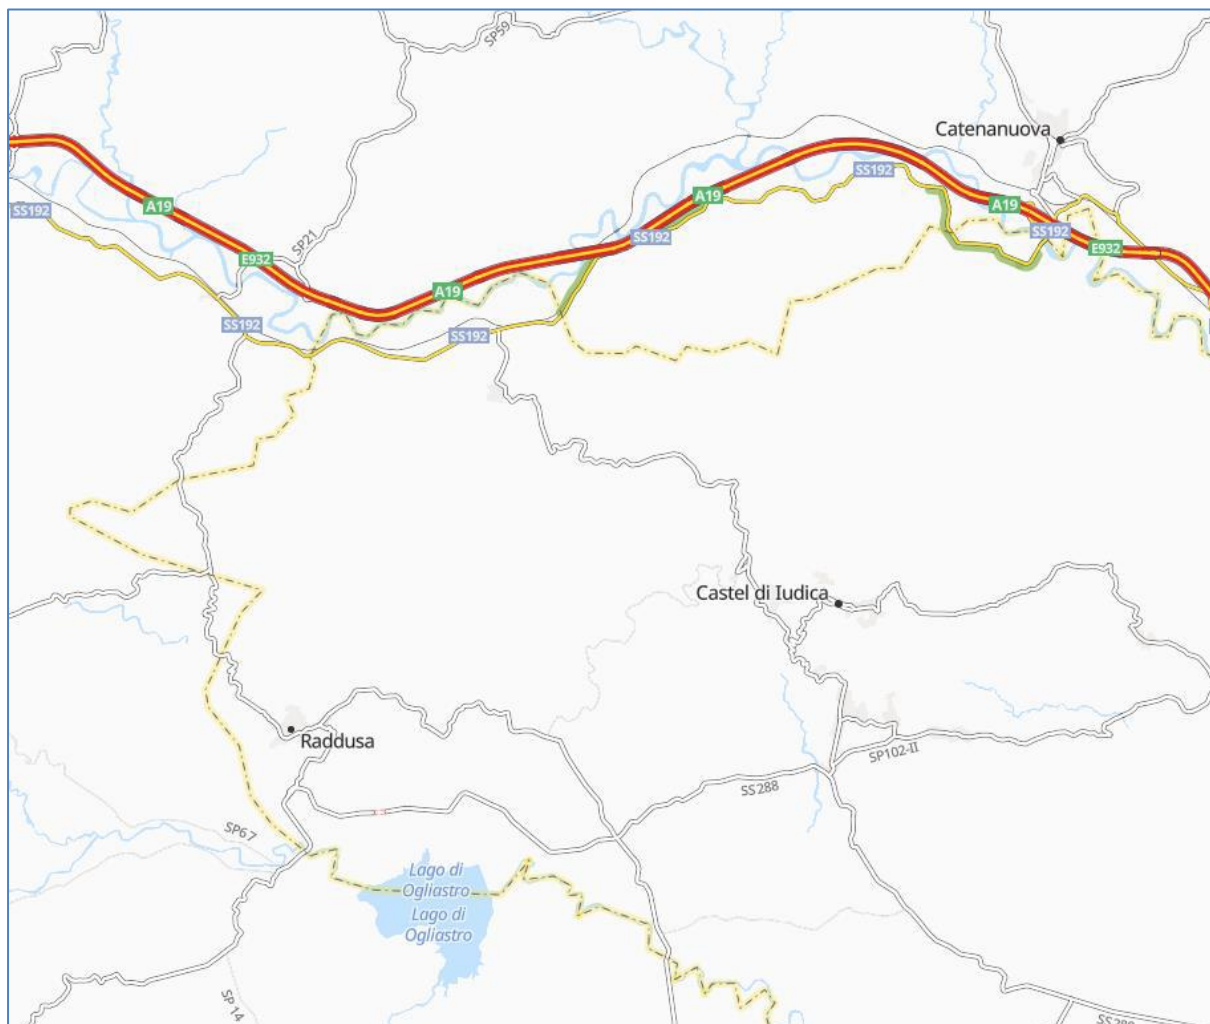 SP59
Catenanuova
SS192
A19
A19
SS192
A19
SS192
SS192
SP21
E932
E932
A19
SS192
SS192
Castel di Iudica
Raddusa
SP102-II
SS288
SP67
Lago di
Ogliastro
Lago di
Ogliastro
SP 14